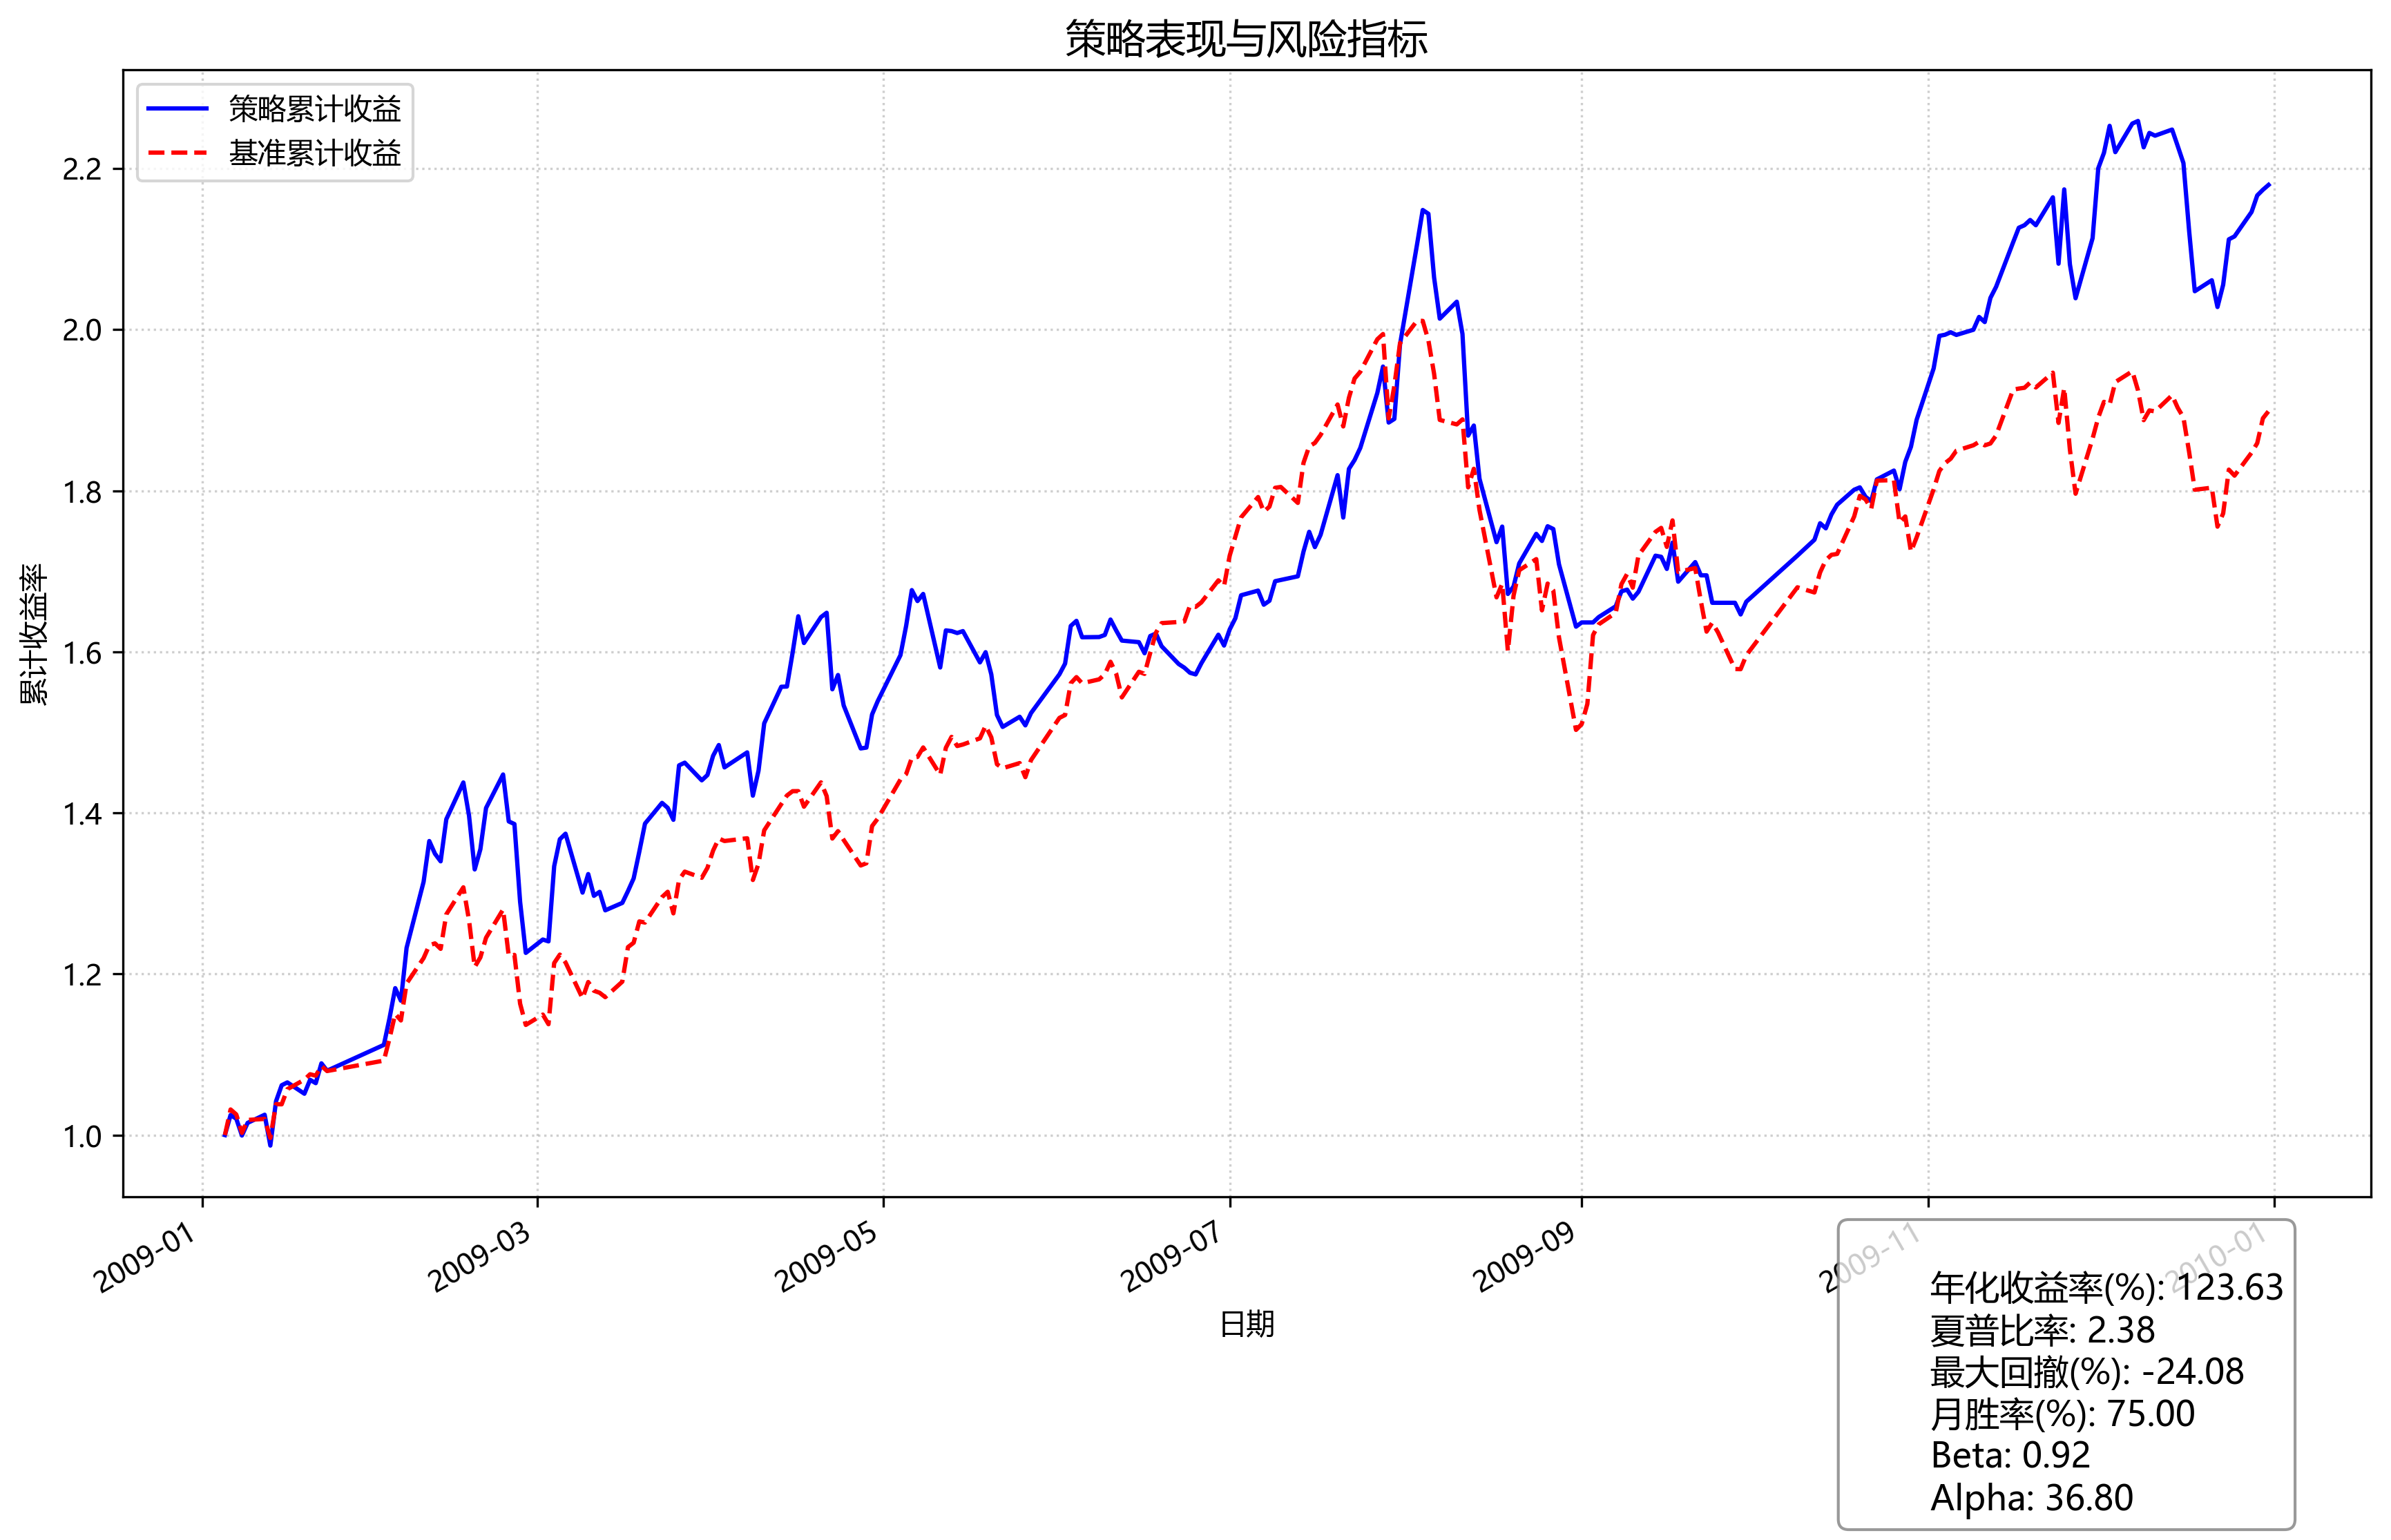 策略表现与风险指标
策略累计收益
基准累计收益
2.2
2.0
1.8
1.6
1.4
1.2
1.0
累计收益率
2009-01
2009-03
2009-05
2009-07
2009-09
2009-11
2010-01
日期
年化收益率(%): 123.63
夏普比率: 2.38
最大回撤(%): -24.08
月胜率(%): 75.00
Beta: 0.92
Alpha: 36.80